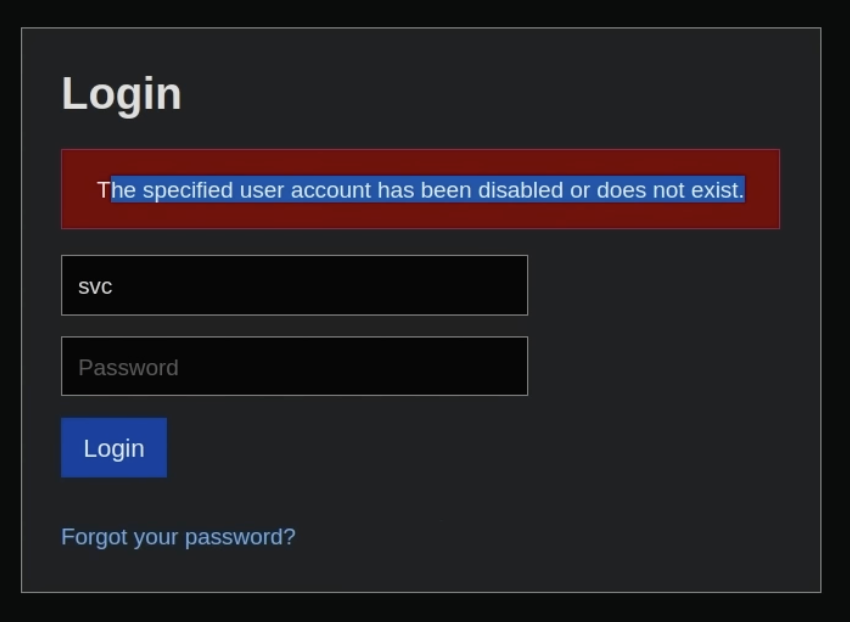 Login
The specified user account has been disabled or does not exist.
svc
Password
Login
Forgot your password?